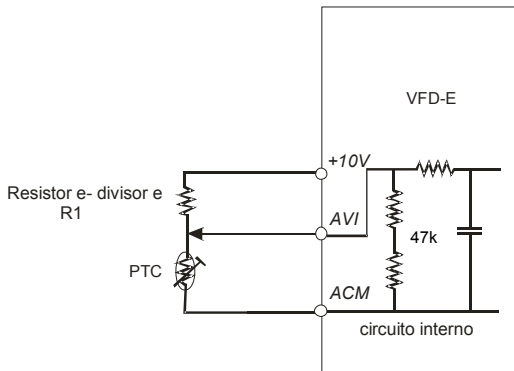 VFD-E
+10V
Resistor e- divisor e
R1
AVI
47k
PTC
ACM
circuito interno